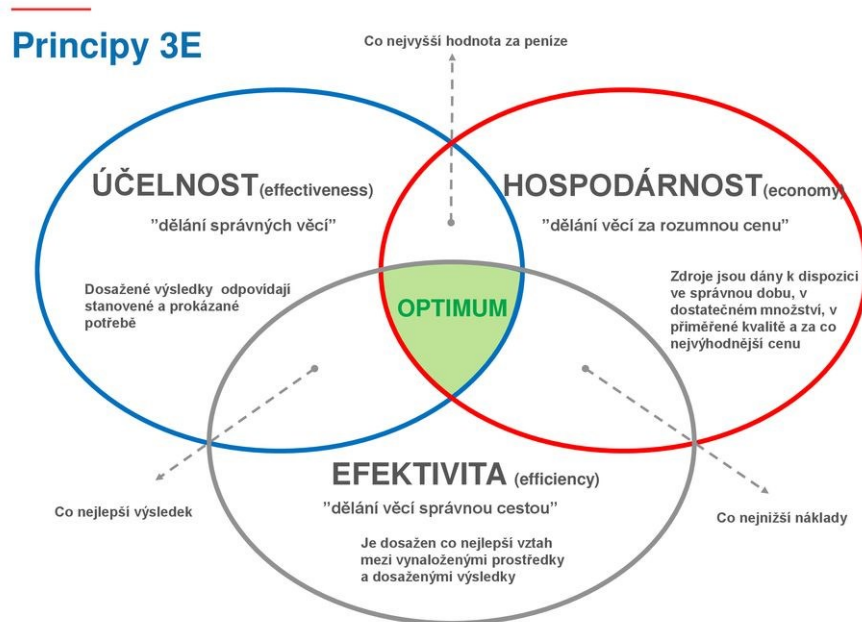 Principy 3E
Co nejvyšší hodnota za peníze
ÚČELNOST (effectiveness)
”dělání správných věcí”
Dosažené výsledky odpovídají
stanovené a prokázané
potřebě
HOSPODÁRNOST (economy)
”dělání věcí za rozumnou cenu”
Zdroje jsou dány k dispozici
ve správnou dobu, v
dostatečném množství, v
přiměřené kvalitě a za co
nejvýhodnější cenu
OPTIMUM
EFEKTIVITA (efficiency)
”dělání věcí správnou cestou”
Je dosažen co nejlepší vztah
mezi vynaloženými prostředky
a dosaženými výsledky
Co nejlepší výsledek
Co nejnižší náklady